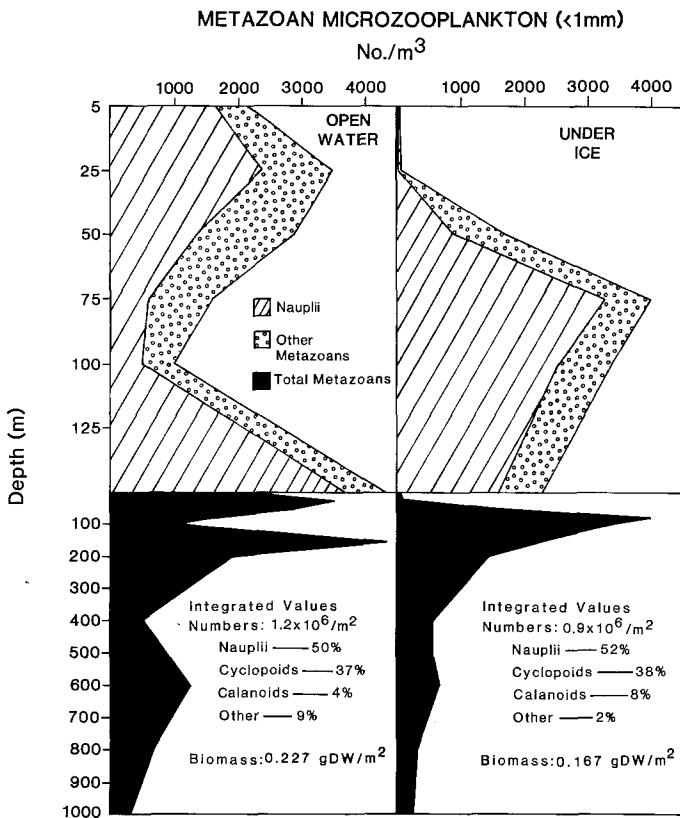 METAZOAN MICROZOOPLANKTON (<1mm)
No./m³
1000 2000 3000 4000
1000 2000 3000 4000
5
25
50
75
100
125
OPEN
WATER
UNDER
ICE
Nauplii
Other
Metazoans
Total Metazoans
Depth (m)
100
200
300
400
500
600
700
800
900
1000
Integrated Values
Numbers: 1.2x10⁶/m²
Nauplii — 50%
Cyclopoids — 37%
Calanoids — 4%
Other — 9%
Biomass: 0.227 gDW/m²
Integrated Values
Numbers: 0.9x10⁶/m²
Nauplii — 52%
Cyclopoids — 38%
Calanoids — 8%
Other — 2%
Biomass: 0.167 gDW/m²